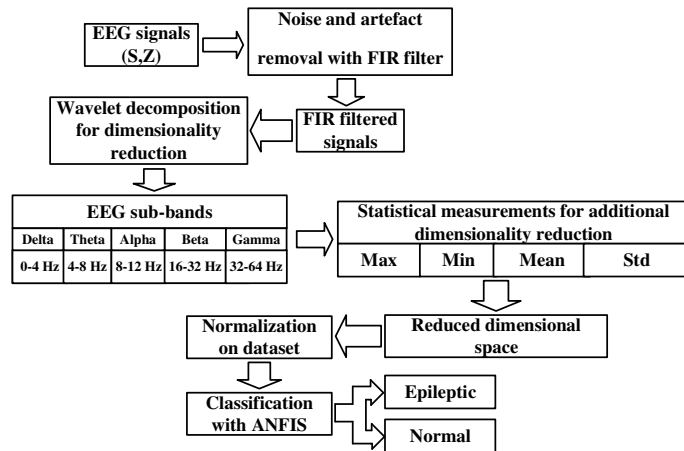 EEG signals
(S,Z)
Noise and artefact
removal with FIR filter
Wavelet decomposition
for dimensionality
reduction
FIR filtered
signals
EEG sub-bands
Delta Theta Alpha Beta Gamma
0-4 Hz 4-8 Hz 8-12 Hz 16-32 Hz 32-64 Hz
Statistical measurements for additional
dimensionality reduction
Max Min Mean Std
Normalization
on dataset
Reduced dimensional
space
Classification
with ANFIS
Epileptic
Normal